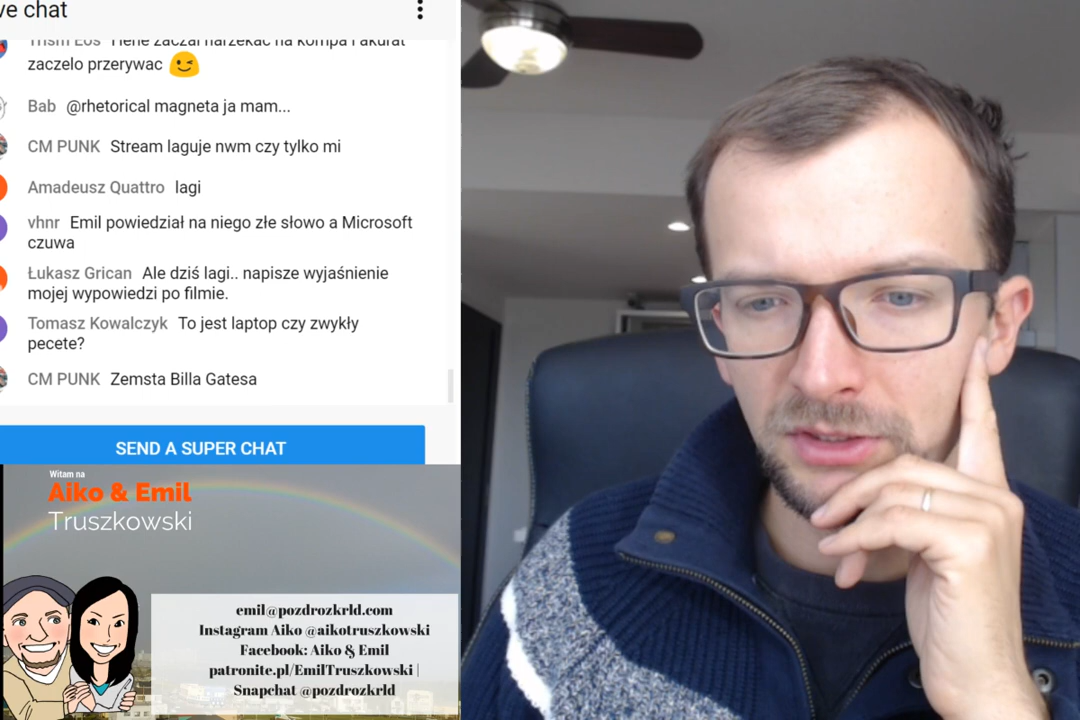 ve chat
Trism Eos
zaczelo przerywac
Bab @rhetorical magneta ja mam...
CM PUNK Stream laguje nwm czy tylko mi
Amadeusz Quattro lagi
vhnr Emil powiedział na niego złe słowo a Microsoft
czuwa
Łukasz Grican Ale dziś lagi.. napisze wyjaśnienie
mojej wypowiedzi po filmie.
Tomasz Kowalczyk To jest laptop czy zwykły
pecete?
CM PUNK Zemsta Billa Gatesa
SEND A SUPER CHAT
Witam na
Aiko & Emil
Truszkowski
emil@pozdrozkrld.com
Instagram Aiko @aikotruszkowski
Facebook: Aiko & Emil
patronite.pl/EmilTruszkowski |
Snapchat @pozdrozkrld